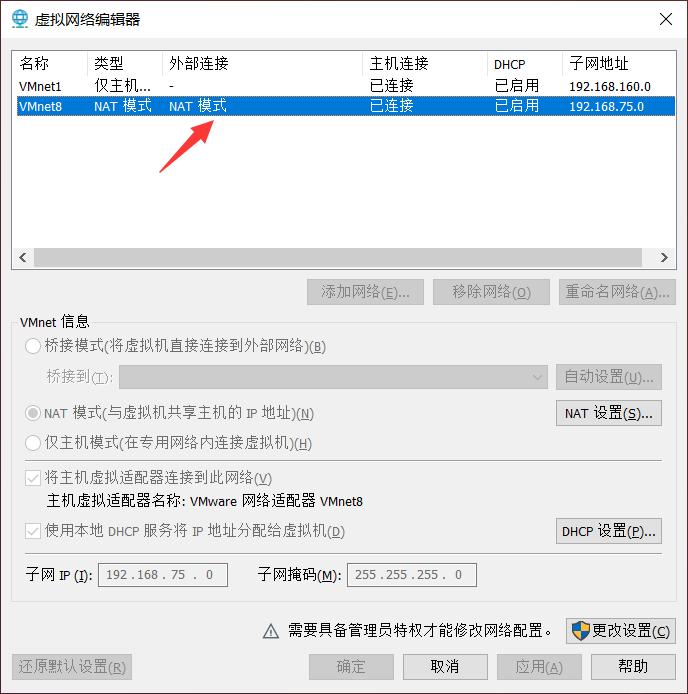 虚拟网络编辑器
名称 类型 外部连接 主机连接 DHCP 子网地址
VMnet1 仅主机... - 已连接 已启用 192.168.160.0
VMnet8 NAT 模式 NAT 模式 已连接 已启用 192.168.75.0
添加网络(E)... 移除网络(O) 重命名网络(A)...
VMnet 信息
桥接模式(将虚拟机直接连接到外部网络)(B)
桥接到(T): 自动设置(U)...
NAT 模式(与虚拟机共享主机的 IP 地址)(N) NAT 设置(S)...
仅主机模式(在专用网络内连接虚拟机)(H)
将主机虚拟适配器连接到此网络(V)
主机虚拟适配器名称: VMware 网络适配器 VMnet8
使用本地 DHCP 服务将 IP 地址分配给虚拟机(D) DHCP 设置(P)...
子网 IP (I): 192 . 168 . 75 . 0 子网掩码(M): 255 . 255 . 255 . 0
需要具备管理员特权才能修改网络配置。 更改设置(C)
还原默认设置(R) 确定 取消 应用(A) 帮助